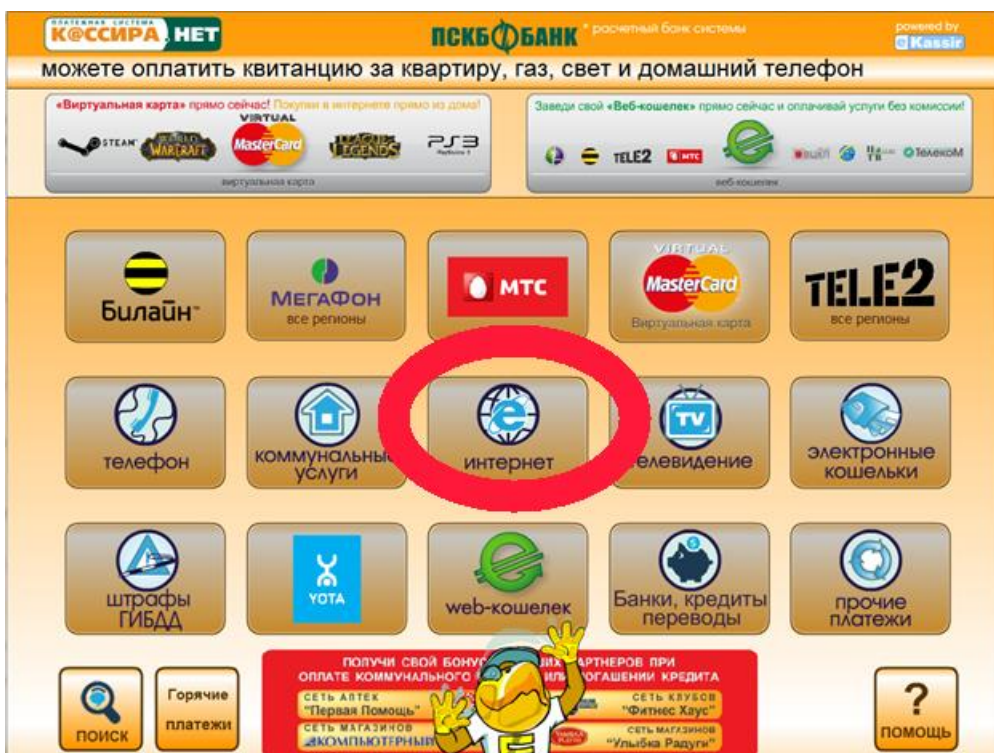 ПЛАТЕЖНАЯ СИСТЕМА
К@ССИРА.НЕТ
ПСКБ БАНК
* расчетный банк системы
powered by
eKassir
можете оплатить квитанцию за квартиру, газ, свет и домашний телефон
«Виртуальная карта» прямо сейчас! Покупки в интернете прямо из дома!
STEAM
WARCRAFT
VIRTUAL
MasterCard
LEAGUE OF
LEGENDS
PS3
виртуальная карта
Заведи свой «Веб-кошелек» прямо сейчас и оплачивай услуги без комиссии!
TELE2
МТС
Телеком
веб-кошелек
Билайн™
МЕГАФОН
все регионы
МТС
VIRTUAL
MasterCard
Виртуальная карта
TELE2
все регионы
телефон
коммунальные
услуги
интернет
TV
телевидение
электронные
кошельки
штрафы
ГИБДД
YOTA
web-кошелек
Банки, кредиты
переводы
прочие
платежи
поиск
Горячие
платежи
ПОЛУЧИ СВОЙ БОНУС
АРТНЕРОВ ПРИ
ОПЛАТЕ КОММУНАЛЬНОГО
ИЛИ
ПОГАШЕНИИ КРЕДИТА
СЕТЬ АПТЕК
"Первая Помощь"
СЕТЬ КЛУБОВ
"Фитнес Хаус"
СЕТЬ МАГАЗИНОВ
КОМПЬЮТЕРНЫЙ
СЕТЬ МАГАЗИНОВ
"Улыбка Радуги"
?
помощь